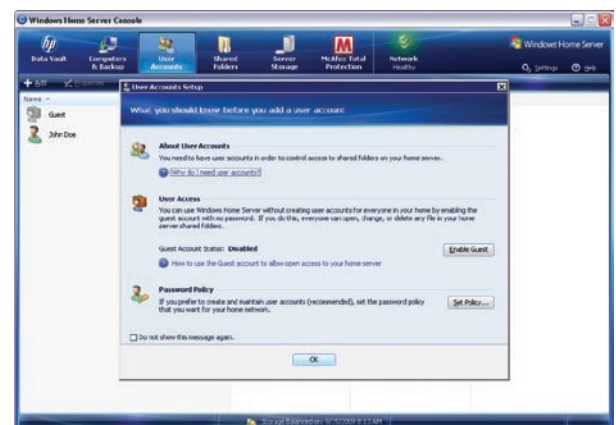 Windows Home Server Console
hp
Data Vault
Computers & Backup
User Accounts
Shared Folders
Server Storage
McAfee Total Protection
Network Healthy
Windows Home Server
Settings
Help
+ Add
Properties
Name
Guest
John Doe
User Accounts Setup
What you should know before you add a user account
About User Accounts
You need to have user accounts in order to control access to shared folders on your home server.
Why do I need user accounts?
User Access
You can use Windows Home Server without creating user accounts for everyone in your home by enabling the
guest account with no password. If you do this, everyone can open, change, or delete any file in your home
server shared folders.
Guest Account Status: Disabled
Enable Guest
How to use the Guest account to allow open access to your home server
Password Policy
If you prefer to create and maintain user accounts (recommended), set the password policy
that you want for your home network.
Set Policy...
Do not show this message again.
OK
Storage Balanced on: